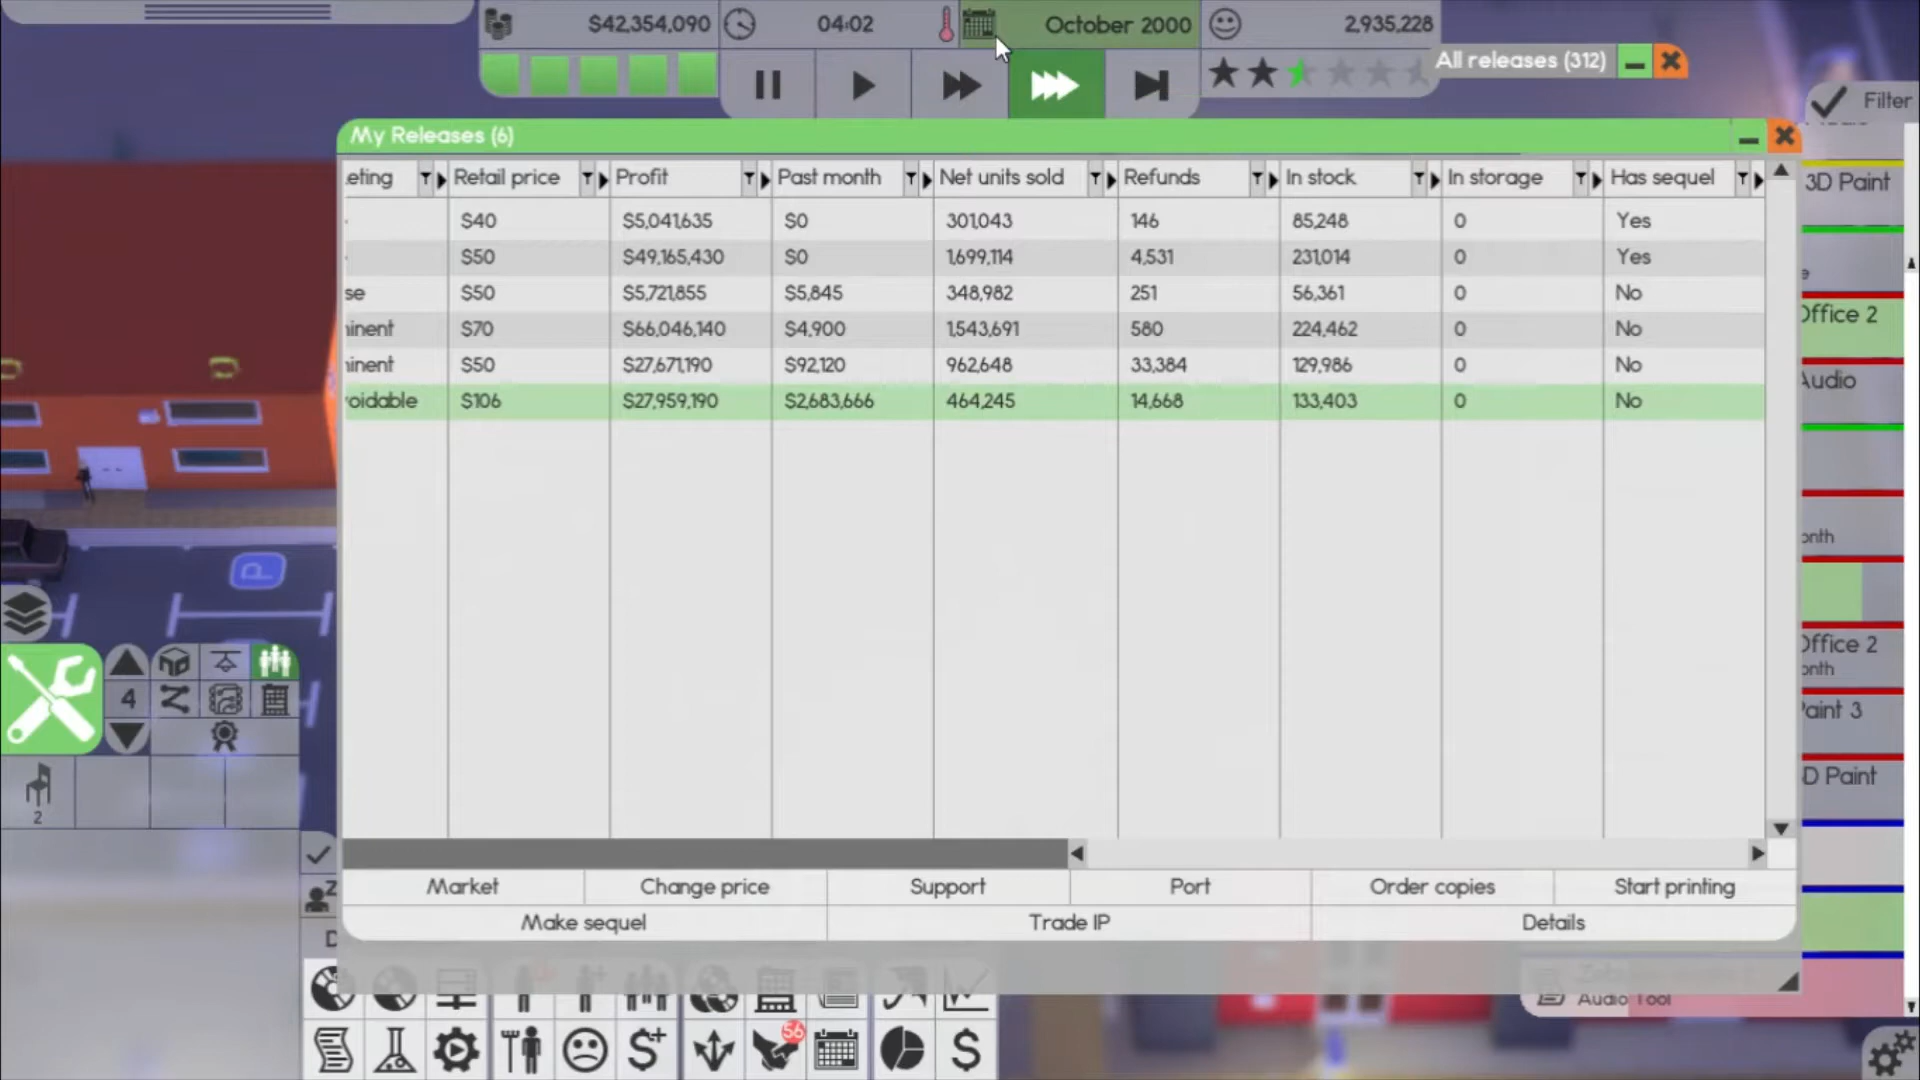 $42,354,090 04:02 October 2000 2,935,228
All releases (312)
Filter
My Releases (6)
eting Retail price Profit Past month Net units sold Refunds In stock In storage Has sequel
$40 $5,041,635 $0 301,043 146 85,248 0 Yes
$50 $49,165,430 $0 1,699,114 4,531 231,014 0 Yes
se $50 $5,721,855 $5,845 348,982 251 56,361 0 No
inent $70 $66,046,140 $4,900 1,543,691 580 224,462 0 No
inent $50 $27,671,190 $92,120 962,648 33,384 129,986 0 No
oidable $106 $27,959,190 $2,683,666 464,245 14,668 133,403 0 No
3D Paint
e
Office 2
Audio
onth
Office 2
onth
Paint 3
D Paint
P
4
2
Market Change price Support Port Order copies Start printing
Make sequel Trade IP Details
Audio Tool
56